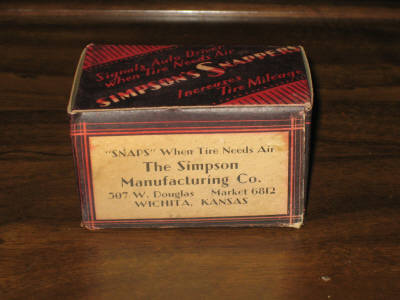 Signals Auto Driver
when Tire Needs Air
SIMPSON'S SNAPPERS
Increases
Tire Mileage
"SNAPS" When Tire Needs Air
The Simpson
Manufacturing Co.
507 W. Douglas Market 6812
WICHITA, KANSAS